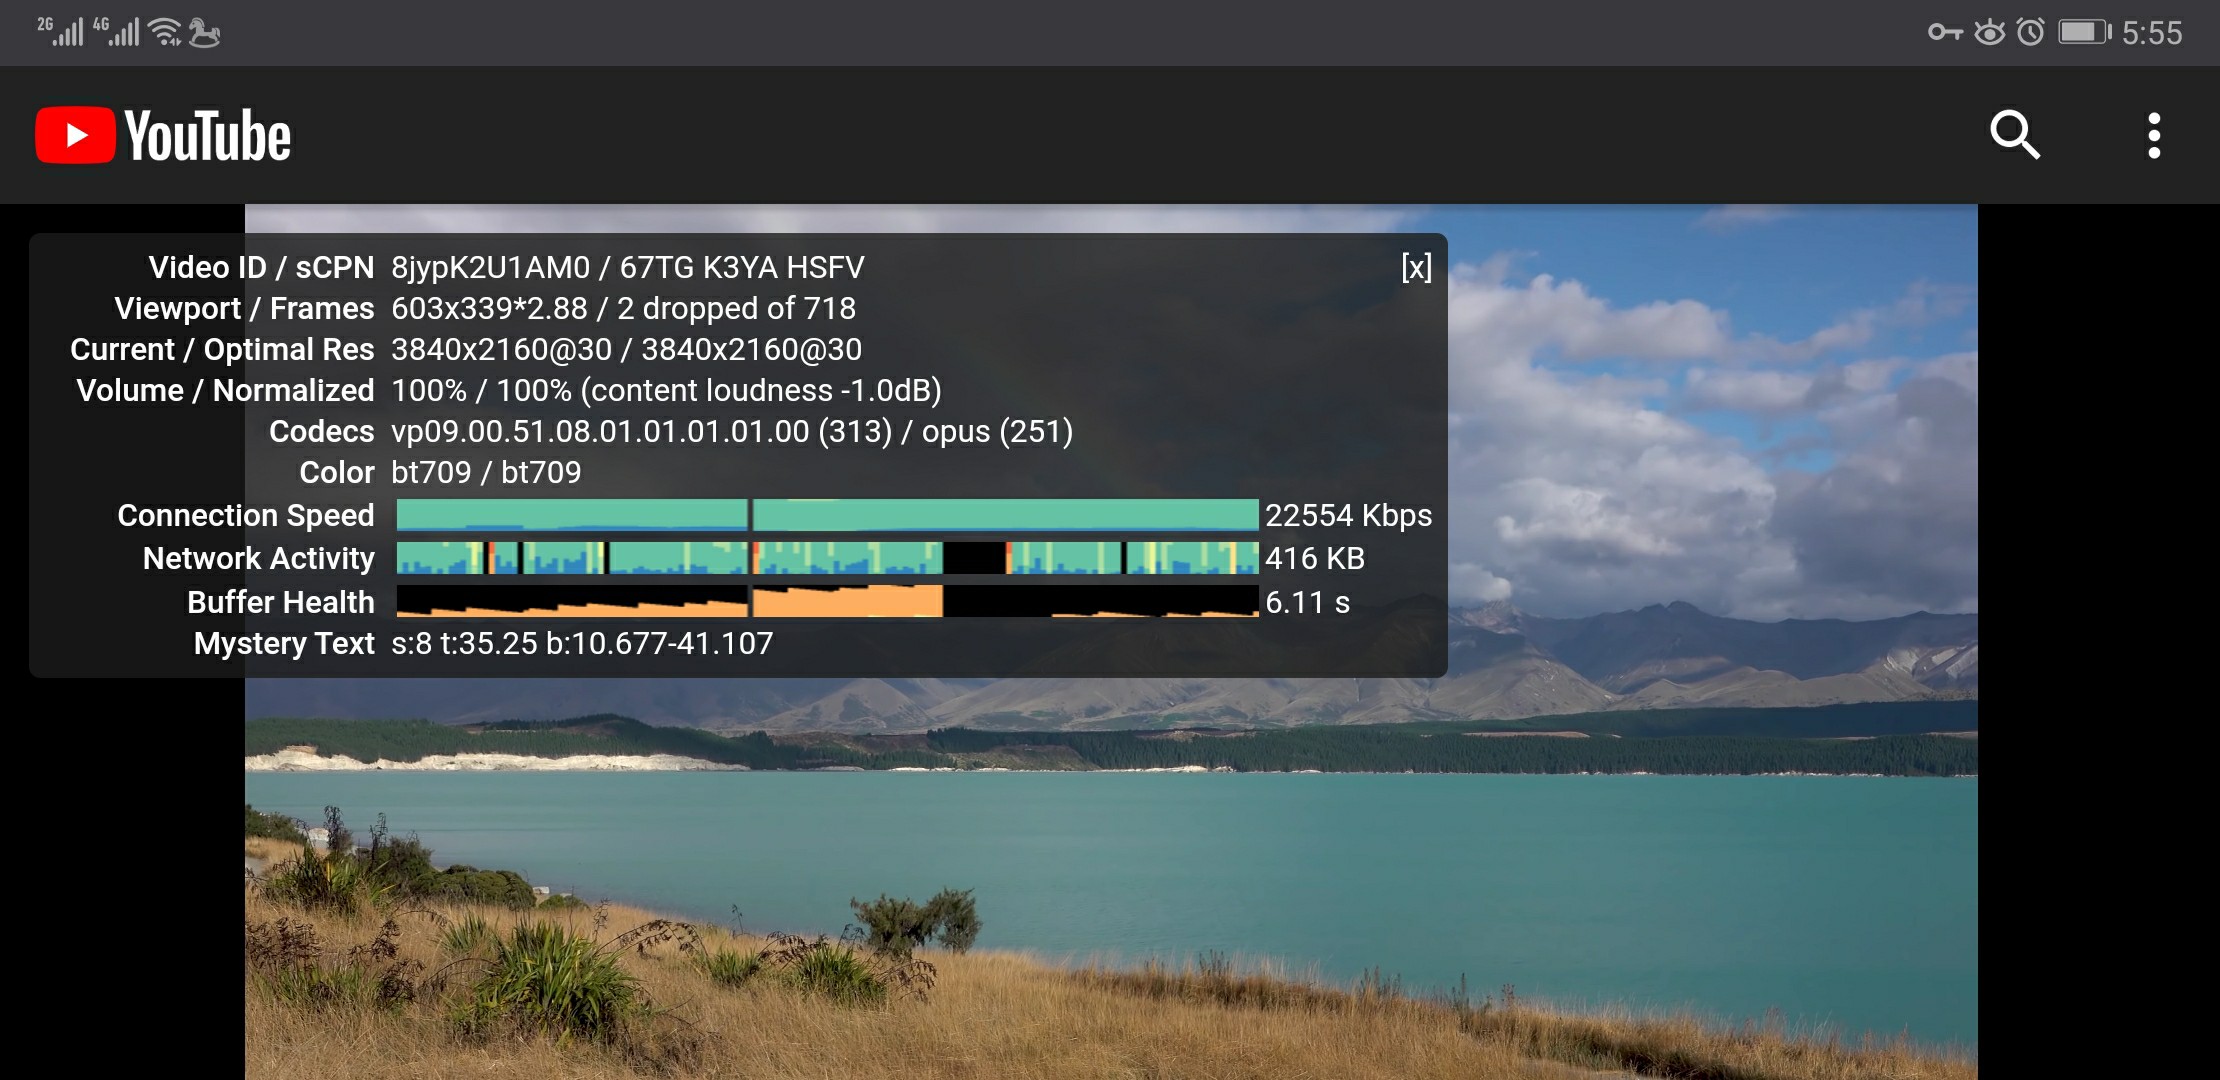 2G 4G 5:55
YouTube
Video ID / sCPN 8jypK2U1AM0 / 67TG K3YA HSFV [x]
Viewport / Frames 603x339*2.88 / 2 dropped of 718
Current / Optimal Res 3840x2160@30 / 3840x2160@30
Volume / Normalized 100% / 100% (content loudness -1.0dB)
Codecs vp09.00.51.08.01.01.01.01.00 (313) / opus (251)
Color bt709 / bt709
Connection Speed 22554 Kbps
Network Activity 416 KB
Buffer Health 6.11 s
Mystery Text s:8 t:35.25 b:10.677-41.107